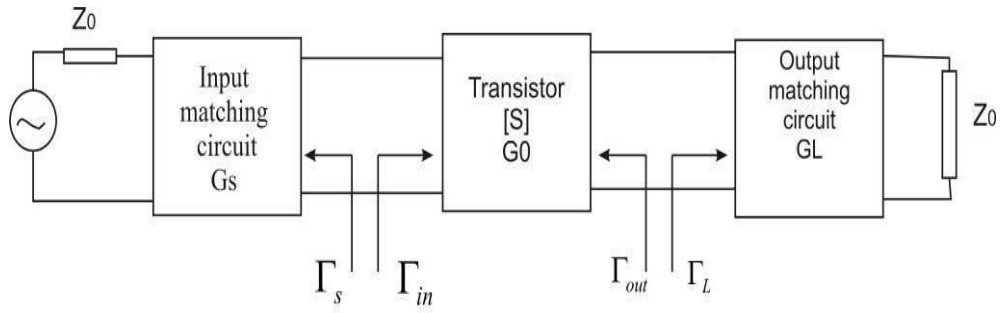 Z0
Input
matching
circuit
Gs
Transistor
[S]
G0
Output
matching
circuit
GL
Z0
Γs
Γin
Γout
ΓL